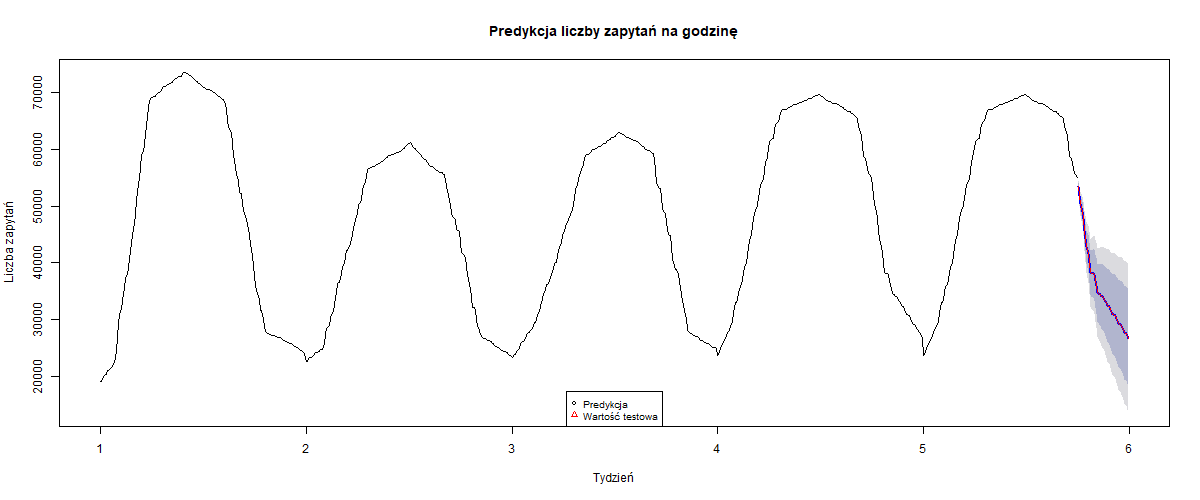 Predykcja liczby zapytań na godzinę
Liczba zapytań
70000
60000
50000
40000
30000
20000
Predykcja
Wartość testowa
1 2 3 4 5 6
Tydzień